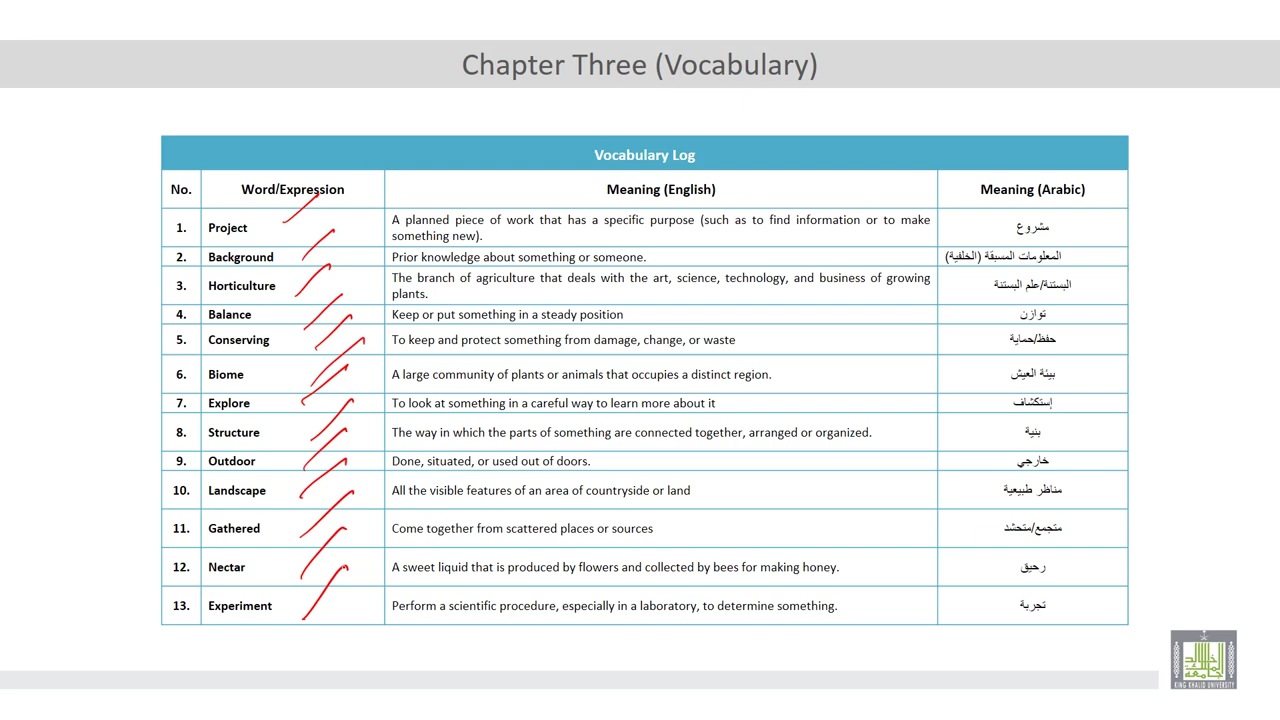 Chapter Three (Vocabulary)
Vocabulary Log
No. Word/Expression Meaning (English) Meaning (Arabic)
1. Project A planned piece of work that has a specific purpose (such as to find information or to make something new). مشروع
2. Background Prior knowledge about something or someone. المعلومات المسبقة (الخلفية)
3. Horticulture The branch of agriculture that deals with the art, science, technology, and business of growing plants. البستنة/علم البستنة
4. Balance Keep or put something in a steady position توازن
5. Conserving To keep and protect something from damage, change, or waste حفظ/حماية
6. Biome A large community of plants or animals that occupies a distinct region. بيئة العيش
7. Explore To look at something in a careful way to learn more about it إستكشاف
8. Structure The way in which the parts of something are connected together, arranged or organized. بنية
9. Outdoor Done, situated, or used out of doors. خارجي
10. Landscape All the visible features of an area of countryside or land مناظر طبيعية
11. Gathered Come together from scattered places or sources متجمع/متحشد
12. Nectar A sweet liquid that is produced by flowers and collected by bees for making honey. رحيق
13. Experiment Perform a scientific procedure, especially in a laboratory, to determine something. تجربة
KING KHALID UNIVERSITY